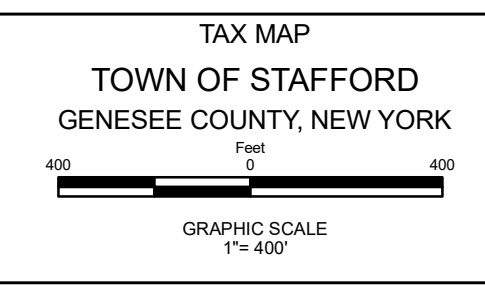 TAX MAP
TOWN OF STAFFORD
GENESEE COUNTY, NEW YORK
Feet
400 0 400
GRAPHIC SCALE
1"= 400'